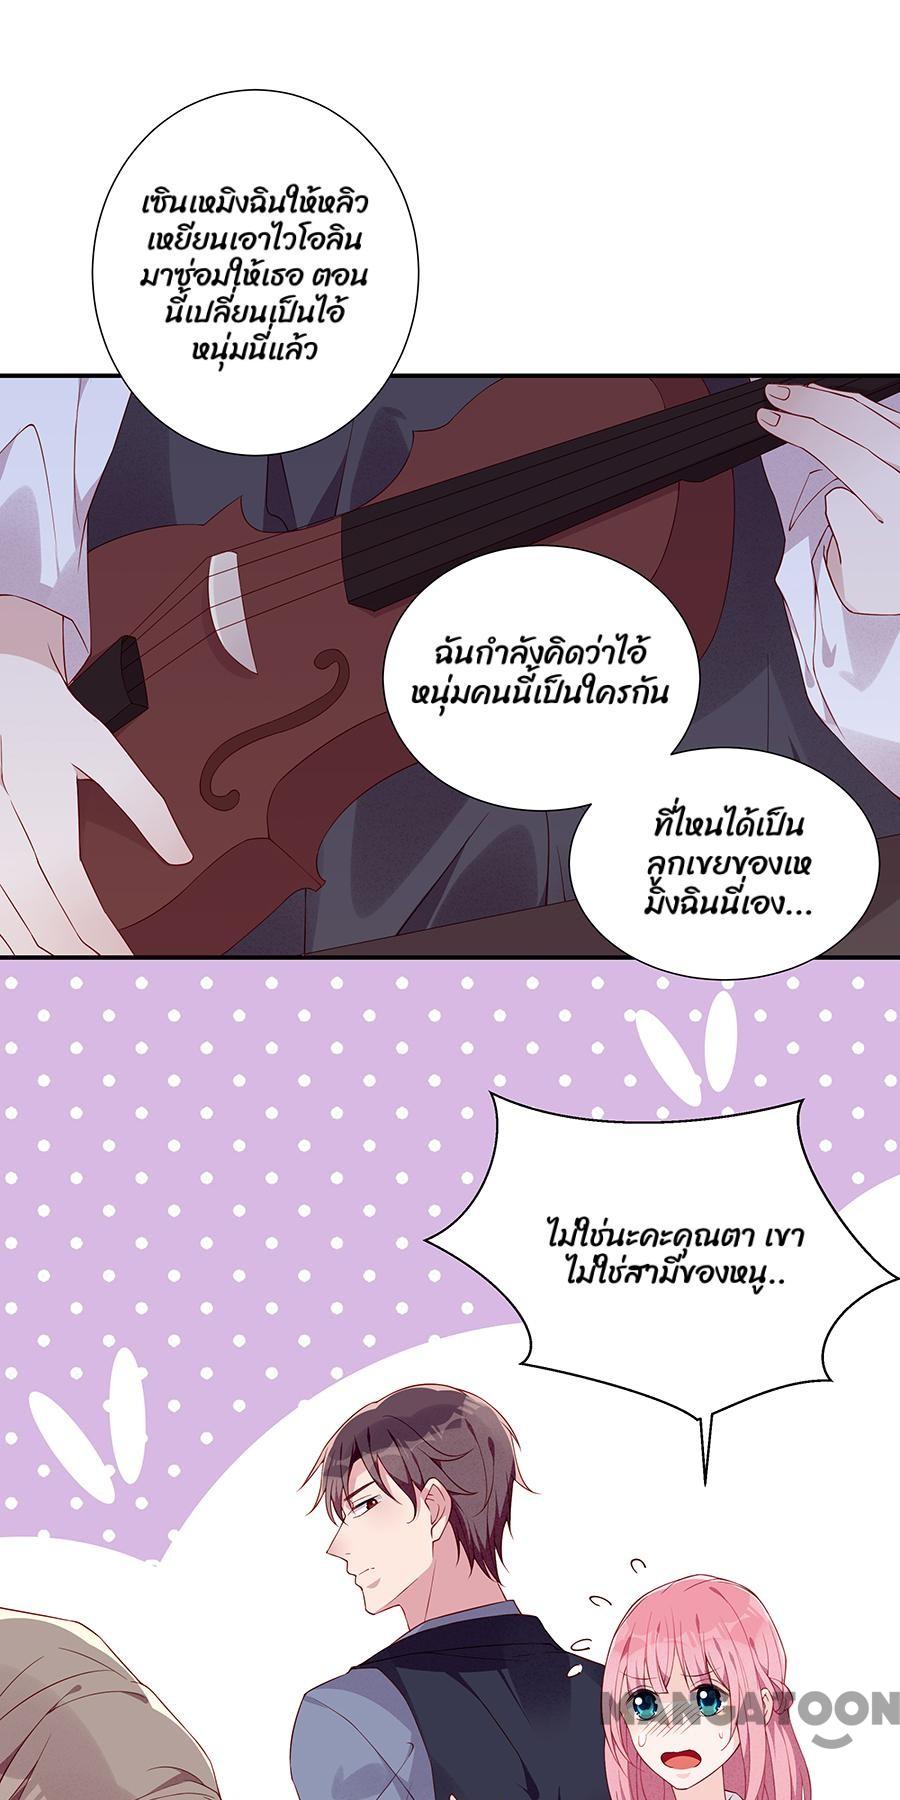 เซินเหมิงฉินให้หลิว
เหยียนเอาไวโอลิน
มาซ่อมให้เธอ ตอน
นี้เปลี่ยนเป็นไอ้
หนุ่มนี่แล้ว
ฉันกำลังคิดว่าไอ้
หนุ่มคนนี้เป็นใครกัน
ที่ไหนได้เป็น
ลูกเขยของเห
มิงฉินนี่เอง...
ไม่ใช่นะคะคุณตา เขา
ไม่ใช่สามีของหนู..
MANGATOON